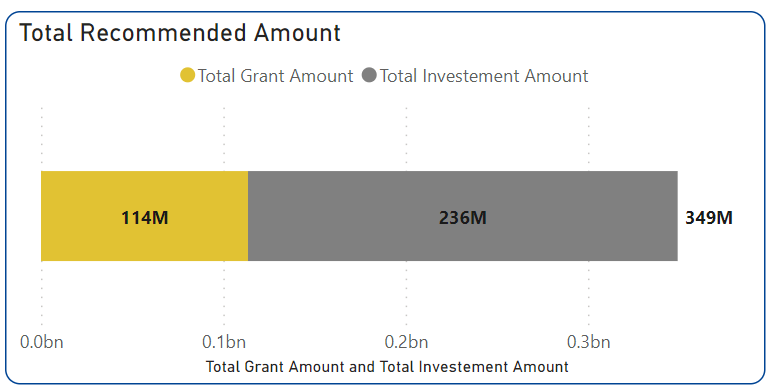 Total Recommended Amount
Total Grant Amount Total Investement Amount
114M 236M 349M
0.0bn 0.1bn 0.2bn 0.3bn
Total Grant Amount and Total Investement Amount